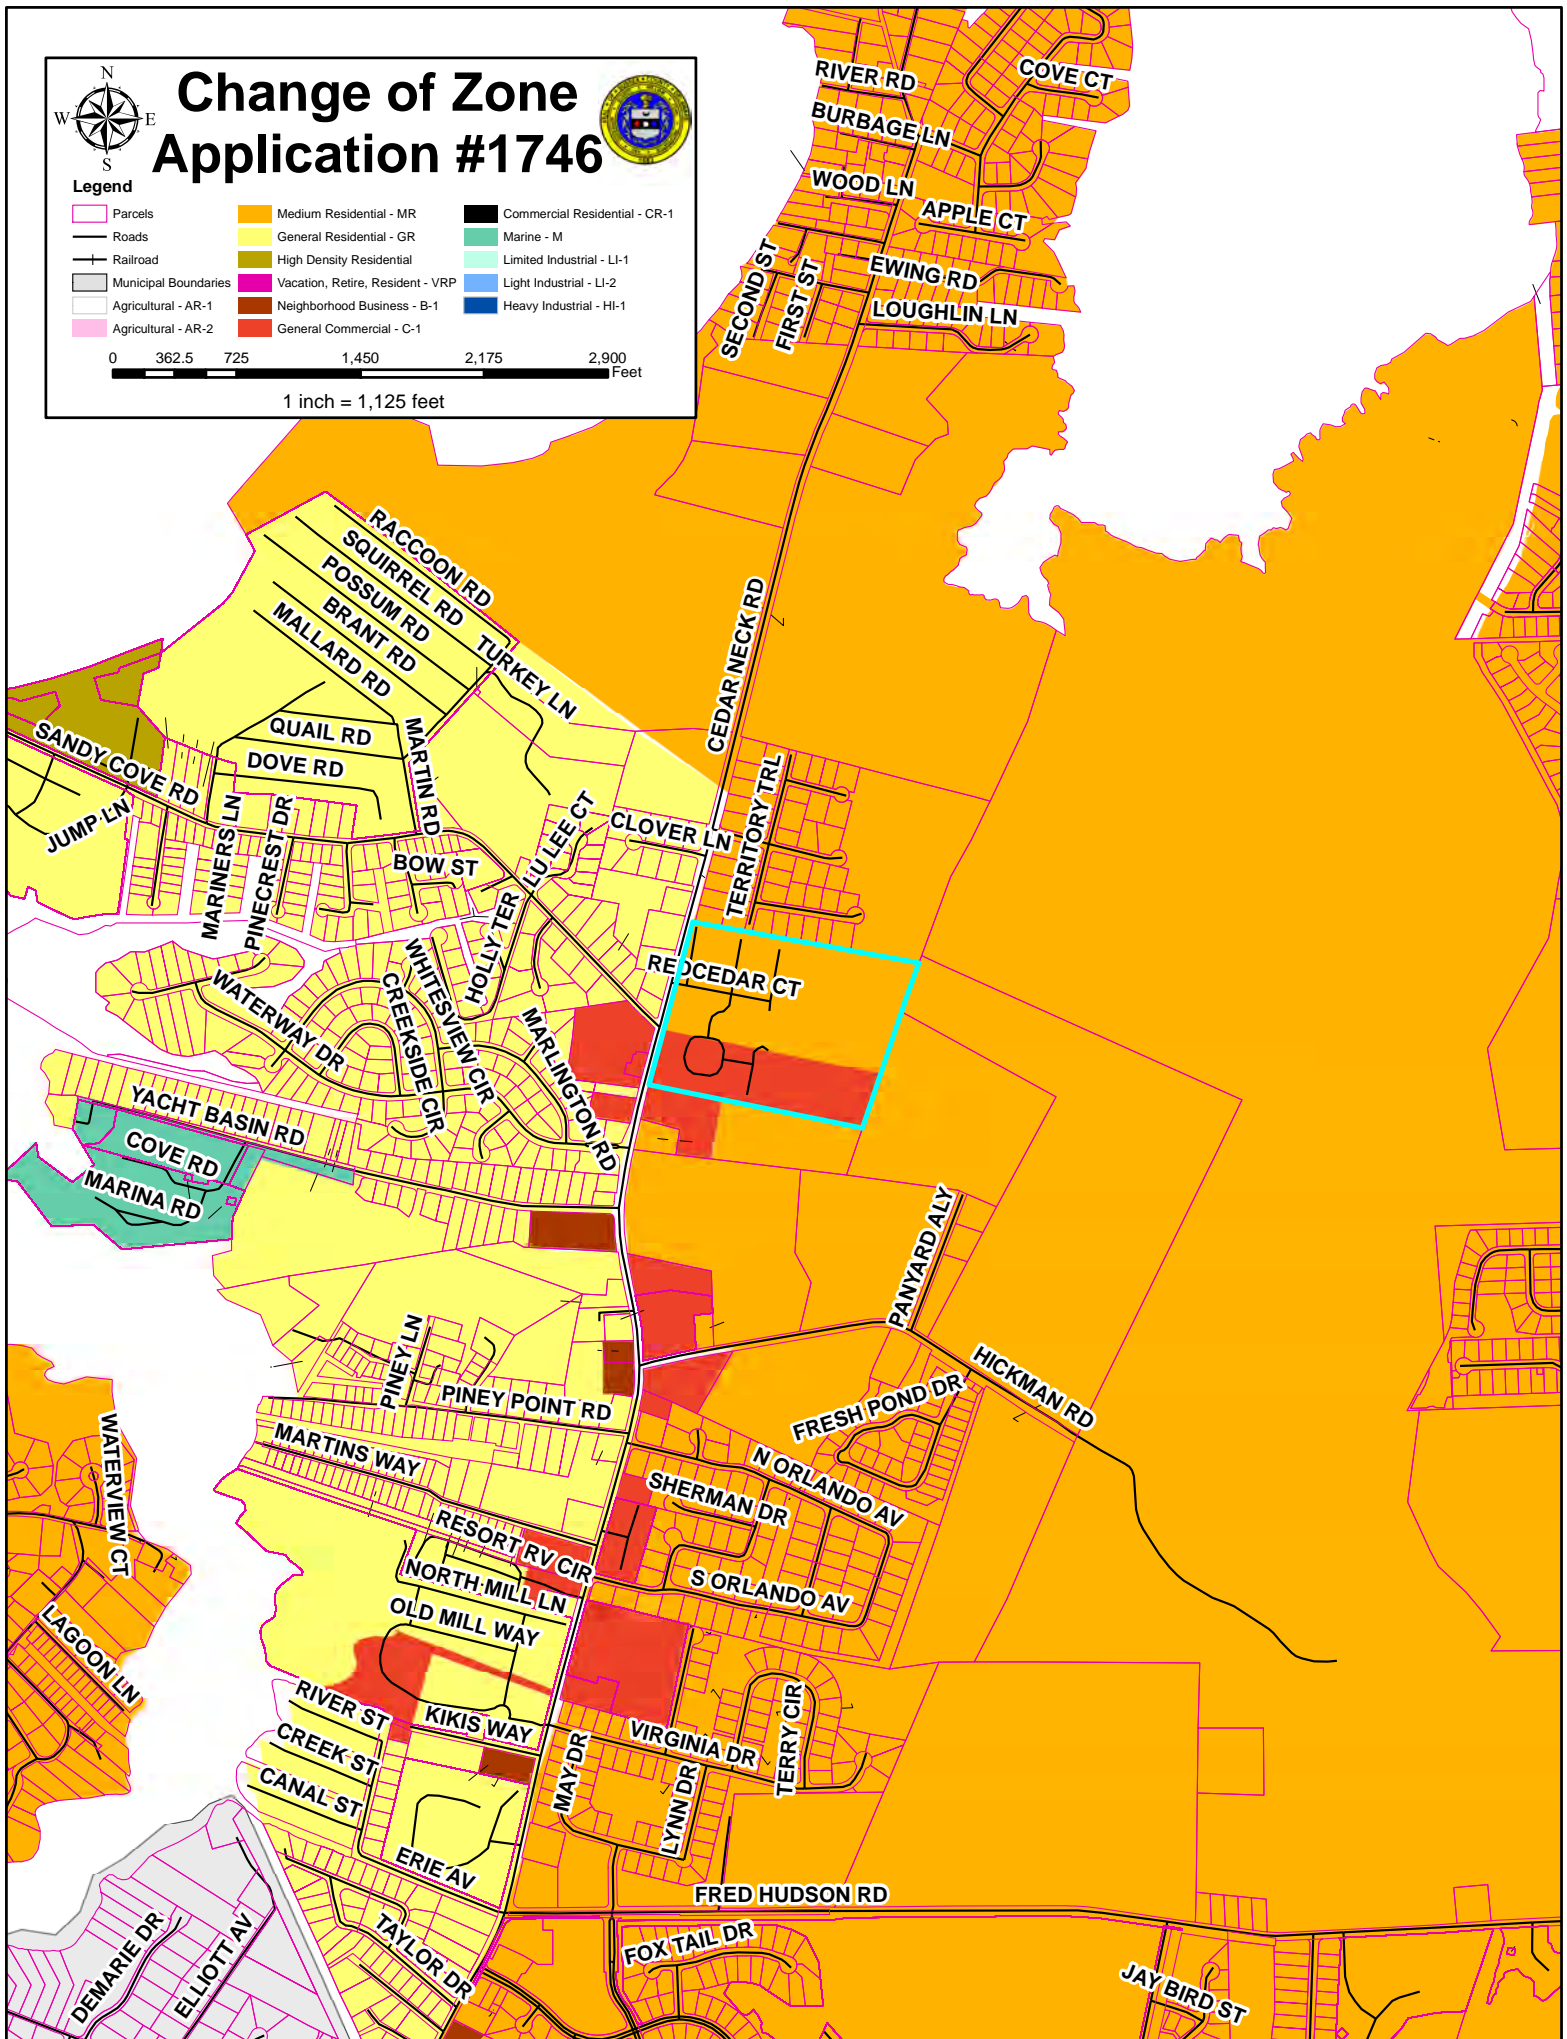 N
W E
S
Change of Zone
Application #1746
Legend
Parcels
Roads
Railroad
Municipal Boundaries
Agricultural - AR-1
Agricultural - AR-2
Medium Residential - MR
General Residential - GR
High Density Residential
Vacation, Retire, Resident - VRP
Neighborhood Business - B-1
General Commercial - C-1
Commercial Residential - CR-1
Marine - M
Limited Industrial - LI-1
Light Industrial - LI-2
Heavy Industrial - HI-1
0 362.5 725 1,450 2,175 2,900
Feet
1 inch = 1,125 feet
RIVER RD
COVE CT
BURBAGE LN
WOOD LN
APPLE CT
SECOND ST
FIRST ST
EWING RD
LOUGHLIN LN
RACCOON RD
SQUIRREL RD
POSSUM RD
BRANT RD
MALLARD RD
TURKEY LN
CEDAR NECK RD
QUAIL RD
MARTIN RD
SANDY COVE RD
DOVE RD
JUMP LN
MARINERS LN
PINECREST DR
BOW ST
LU LEE CT
CLOVER LN
TERRITORY TRL
HOLLY TER
WHITESVIEW CIR
CREEKSIDE CIR
WATERWAY DR
REDCEDAR CT
MARLINGTON RD
YACHT BASIN RD
COVE RD
MARINA RD
PANYARD ALY
PINEY LN
PINEY POINT RD
HICKMAN RD
FRESH POND DR
WATERVIEW CT
MARTINS WAY
N ORLANDO AV
SHERMAN DR
RESORT RV CIR
NORTH MILL LN
S ORLANDO AV
OLD MILL WAY
LAGOON LN
RIVER ST
KIKIS WAY
CREEK ST
CANAL ST
VIRGINIA DR
TERRY CIR
MAY DR
LYNN DR
ERIE AV
FRED HUDSON RD
TAYLOR DR
FOX TAIL DR
DEMARIE DR
ELLIOTT AV
JAY BIRD ST